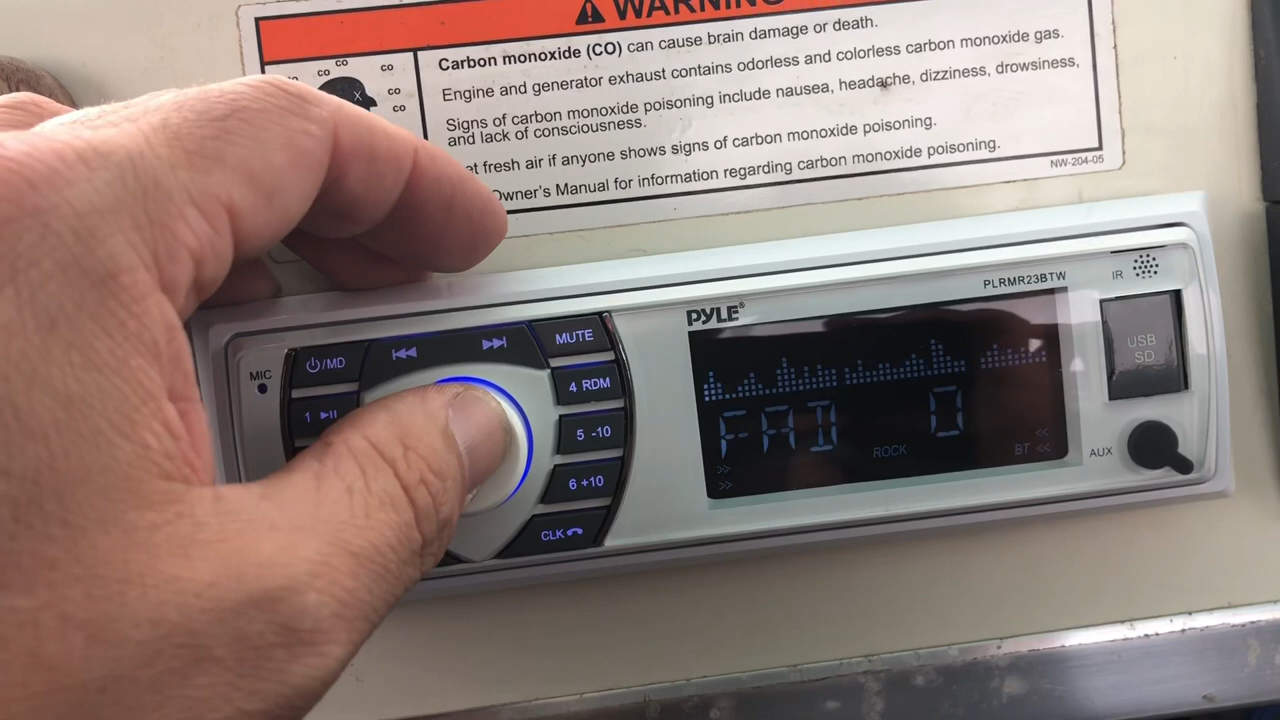 WARNING
Carbon monoxide (CO) can cause brain damage or death.
Engine and generator exhaust contains odorless and colorless carbon monoxide gas.
Signs of carbon monoxide poisoning include nausea, headache, dizziness, drowsiness,
and lack of consciousness.
et fresh air if anyone shows signs of carbon monoxide poisoning.
Owner's Manual for information regarding carbon monoxide poisoning.
NW-204-05
co
co
co
co
co
PYLE®
PLRMR23BTW
IR
MIC
/MD
MUTE
1
4 RDM
5 -10
6 +10
CLK
FAD 0
ROCK
BT
USB
SD
AUX